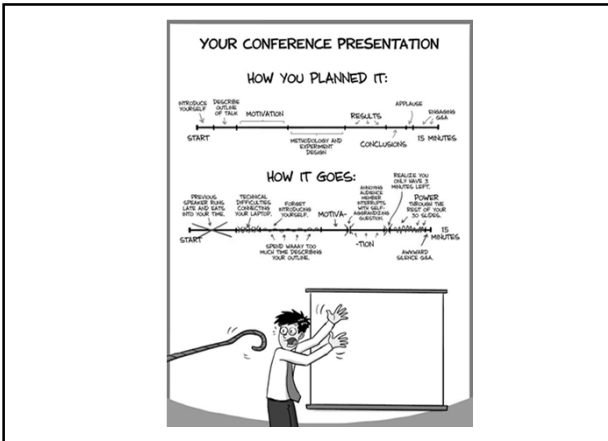 YOUR CONFERENCE PRESENTATION
HOW YOU PLANNED IT:
INTRODUCE
YOURSELF
DESCRIBE
OUTLINE
OF TALK
MOTIVATION
METHODOLOGY AND
EXPERIMENT
DESIGN
RESULTS
CONCLUSIONS
APPLAUSE
ENGAGING
Q&A
START
15 MINUTES
HOW IT GOES:
PREVIOUS
SPEAKER RUNS
LATE AND EATS
INTO YOUR TIME.
TECHNICAL
DIFFICULTIES
CONNECTING
YOUR LAPTOP.
FORGET
INTRODUCING
YOURSELF.
SPEND WAAAY TOO
MUCH TIME DESCRIBING
YOUR OUTLINE.
MOTIVA-
ANNOYING
AUDIENCE
MEMBER
INTERRUPTS
WITH SELF-
AGGRANDIZING
QUESTION.
-TION
REALIZE YOU
ONLY HAVE 3
MINUTES LEFT.
POWER
THROUGH THE
REST OF YOUR
30 SLIDES.
AWKWARD
SILENCE Q&A.
START
15
MINUTES